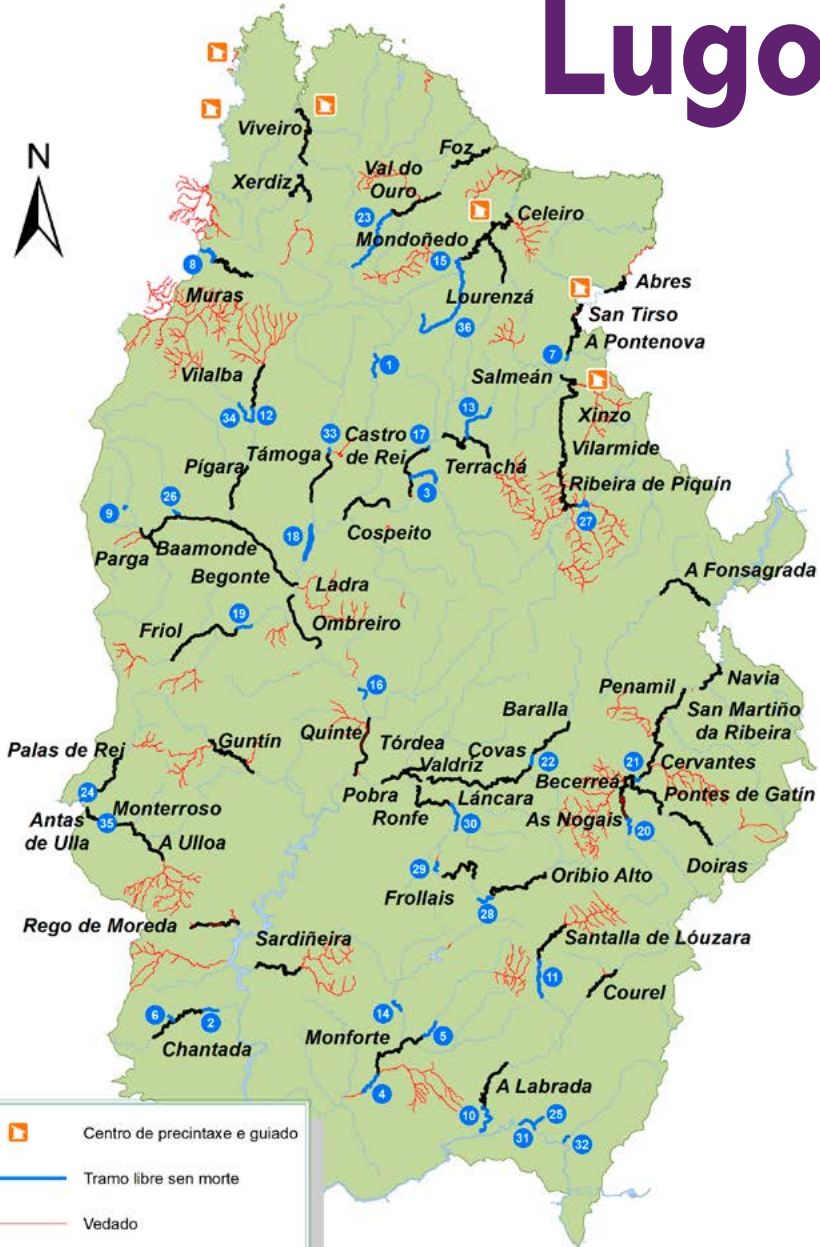 Lugo
N
Viveiro
Foz
Val do
Ouro
Xerdiz
23
Celeiro
Mondoñedo
15
8
Abres
Muras
Lourenzá
San Tirso
36
A Pontenova
7
1
Salmeán
Vilalba
13
34
12
Xinzo
33
Castro
de Rei
17
Vilarmide
Támoga
Terrachá
Pígara
Ribeira de Piquín
3
26
9
27
Cospeito
18
Parga
Baamonde
Begonte
A Fonsagrada
Ladra
19
Ombreiro
Friol
16
Penamil
Navia
Baralla
San Martiño
da Ribeira
Quinte
Guntín
Tórdea
Covas
Palas de Rei
Valdriz
22
21
Cervantes
Becerreá
24
Pobra
Láncara
Pontes de Gatín
Monterroso
Ronfe
As Nogais
Antas
de Ulla
35
30
20
A Ulloa
29
Doiras
Oribio Alto
Frollais
28
Rego de Moreda
Sardiñeira
Santalla de Lóuzara
11
Courel
14
6
2
5
Monforte
Chantada
4
A Labrada
10
25
31
32
Centro de precintaxe e guiado
Tramo libre sen morte
Vedado